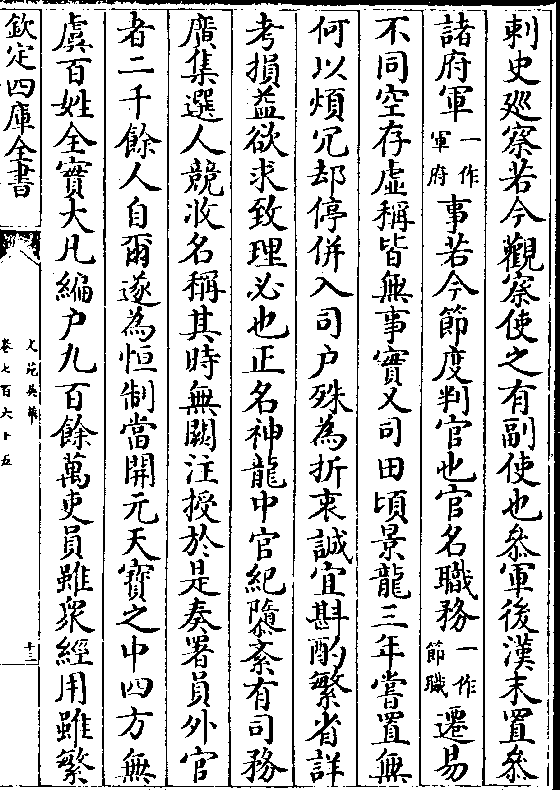 刺史廵察若今觀察使之有副使也叅軍後漢末置叅
諸府軍一作軍府事若今節度判官也官名職務一作節職遷易
不同空存虛稱皆無事實又司田頃景龍三年嘗置無
何以煩冗却停併入司户殊為折衷誠宜斟酌繁省詳
考損益欲求致理必也正名神龍中官紀隳紊有司務
廣集選人競收名稱其時無闕注授於是奏署員外官
者二千餘人自爾遂為恒制當開元天寶之中四方無
虞百姓全實大凡編户九百餘萬吏員雖衆經用雖繁
欽定四庫全書
文苑英華
卷七百六十五
十三